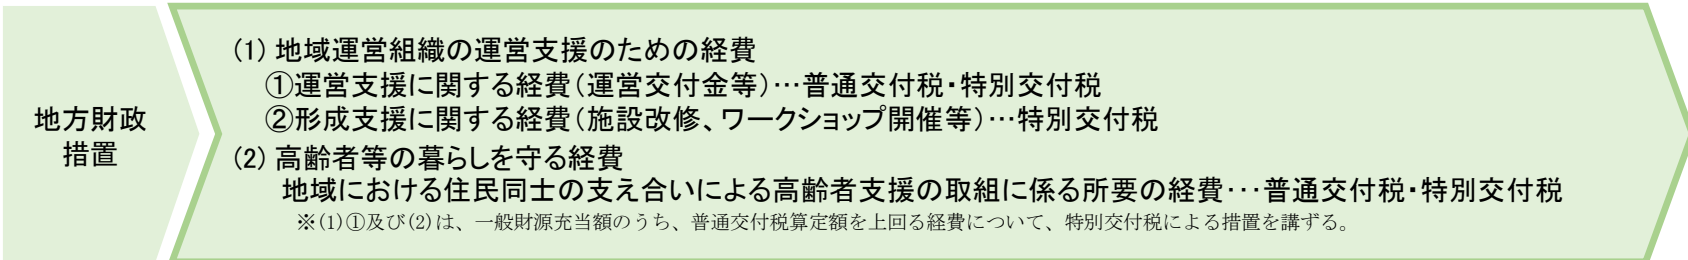 地方財政
措置
(1) 地域運営組織の運営支援のための経費
①運営支援に関する経費(運営交付金等)…普通交付税・特別交付税
②形成支援に関する経費(施設改修、ワークショップ開催等)…特別交付税
(2) 高齢者等の暮らしを守る経費
地域における住民同士の支え合いによる高齢者支援の取組に係る所要の経費･･･普通交付税・特別交付税
※(1)①及び(2)は、一般財源充当額のうち、普通交付税算定額を上回る経費について、特別交付税による措置を講ずる。